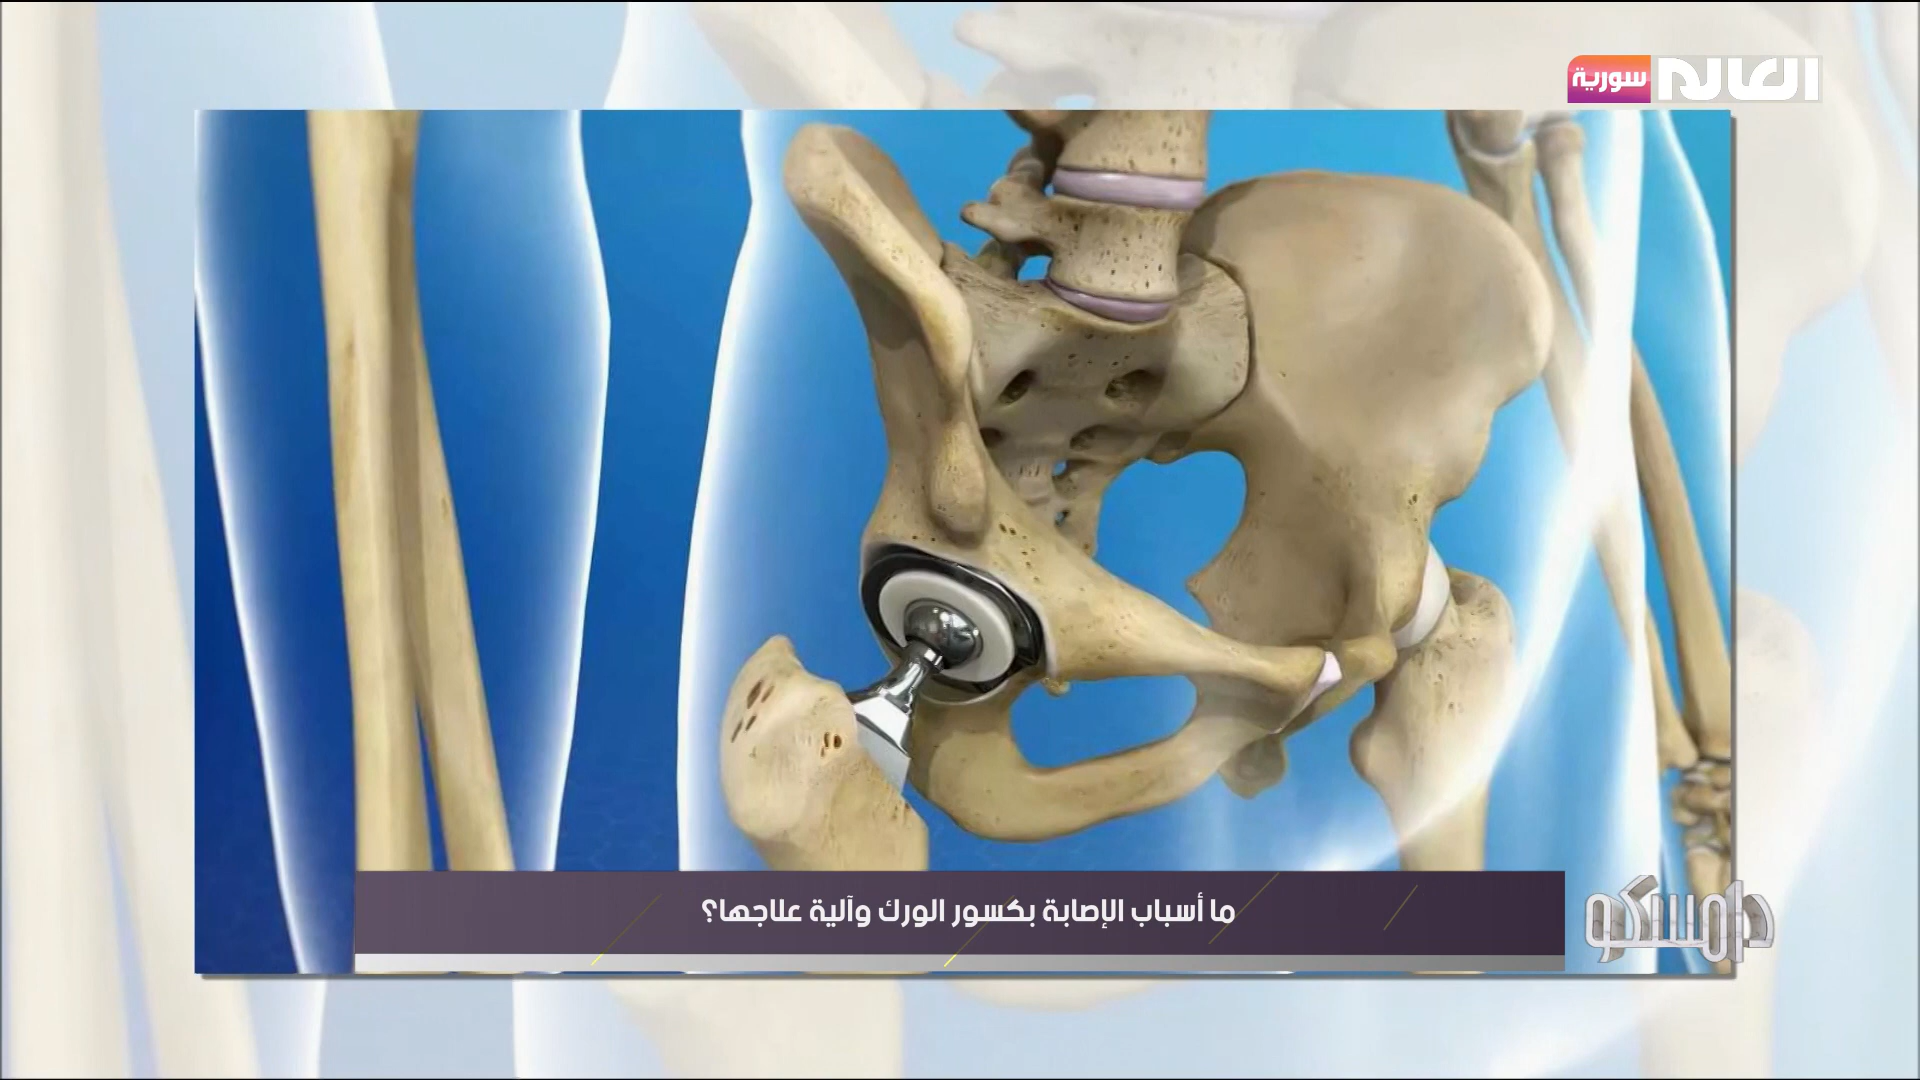 العالم سورية
ما أسباب الإصابة بكسور الورك وآلية علاجها؟
دامسكو